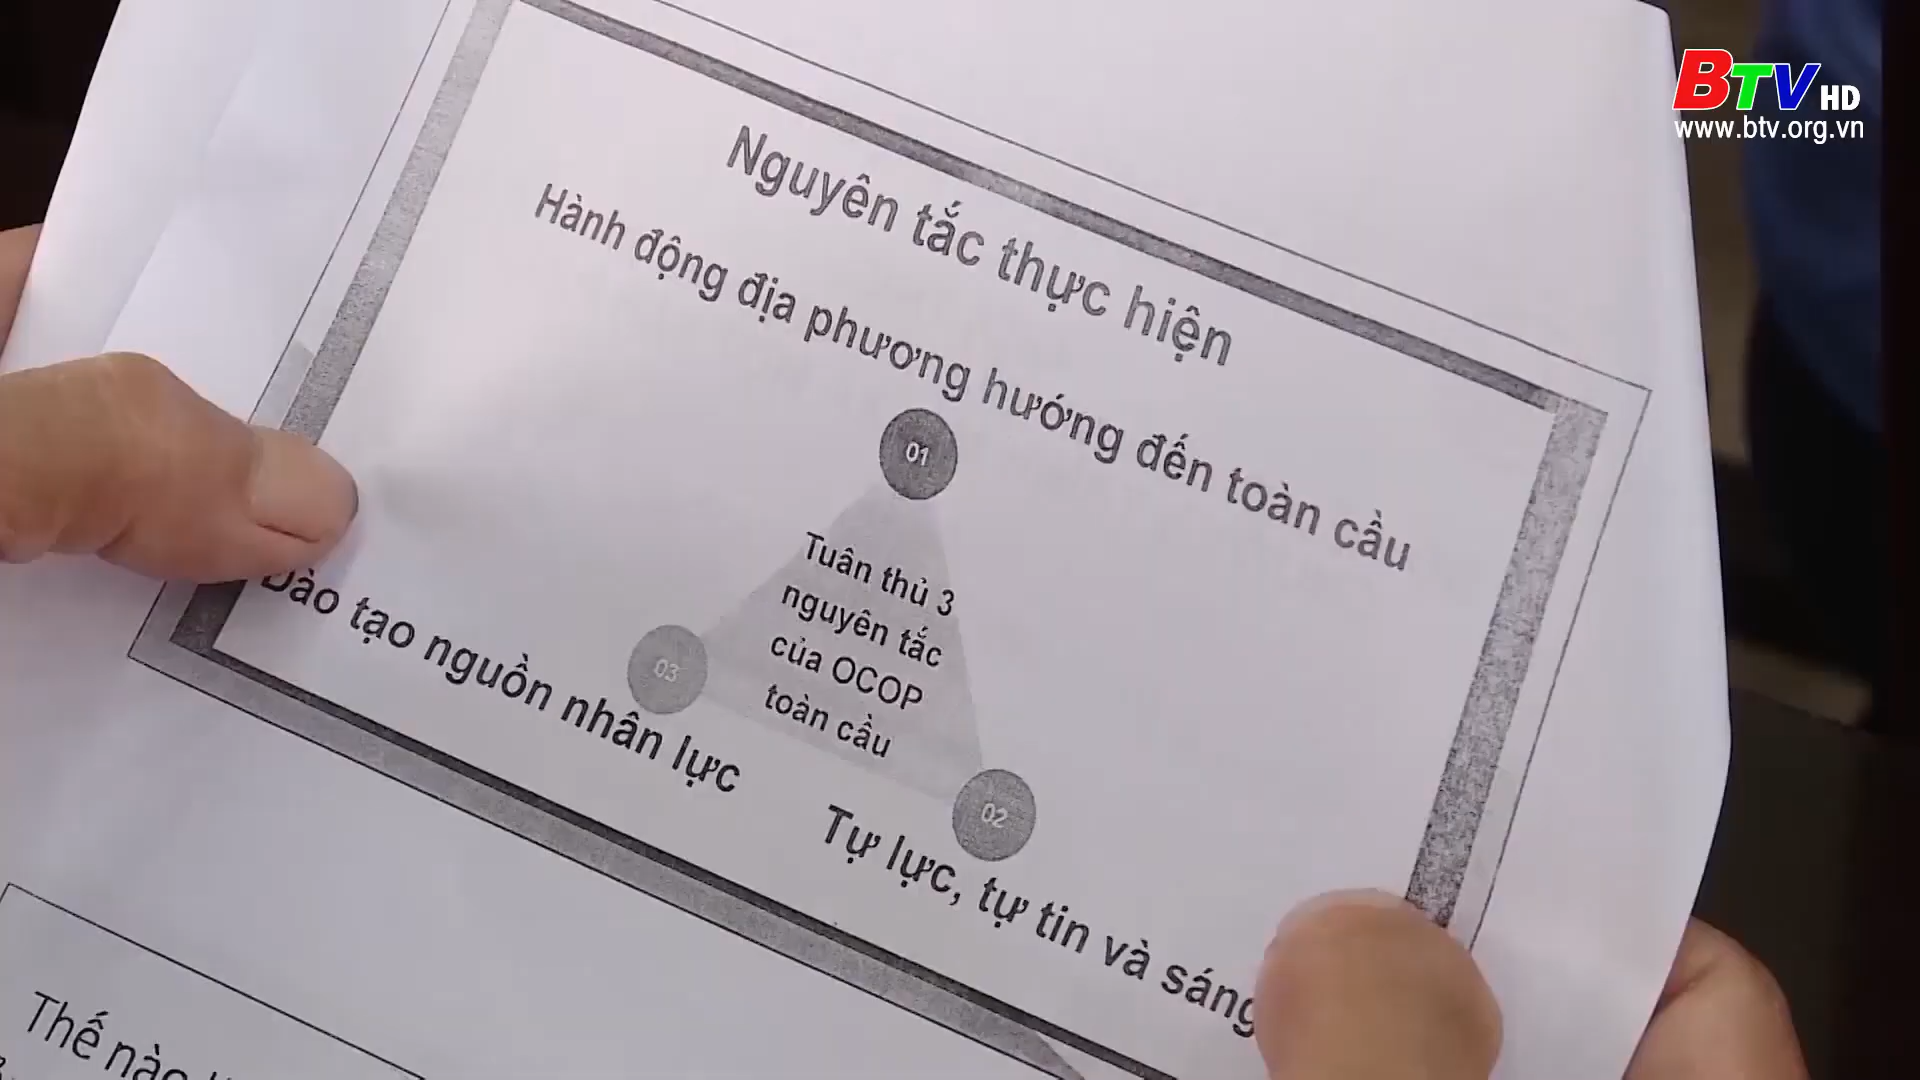 BTV HD
www.btv.org.vn
Nguyên tắc thực hiện
Hành động địa phương hướng đến toàn cầu
01
Tuân thủ 3
nguyên tắc
của OCOP
toàn cầu
03
02
Đào tạo nguồn nhân lực
Tự lực, tự tin và sáng
Thế nào